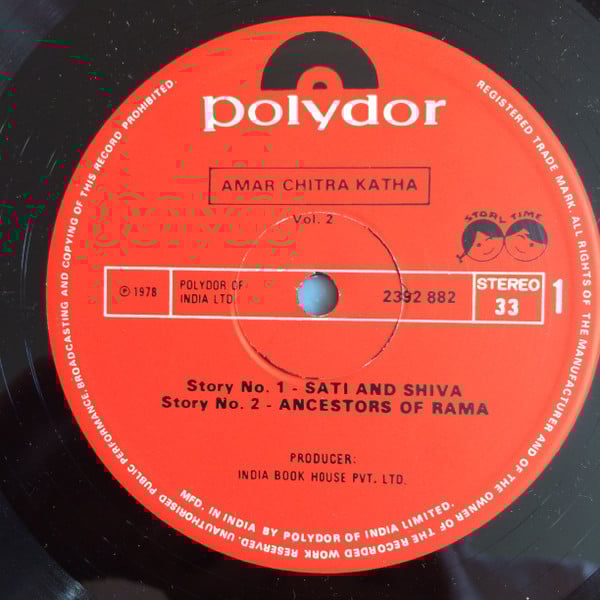 polydor
AMAR CHITRA KATHA
Vol. 2
STORY TIME
℗ 1978
POLYDOR OF
INDIA LTD.
2392 882
STEREO
33
1
Story No. 1 - SATI AND SHIVA
Story No. 2 - ANCESTORS OF RAMA
PRODUCER:
INDIA BOOK HOUSE PVT. LTD.
MFD. IN INDIA BY POLYDOR OF INDIA LIMITED.
REGISTERED TRADE MARK. ALL RIGHTS OF THE MANUFACTURER AND OF THE OWNER OF THE RECORDED WORK RESERVED. UNAUTHORISED PUBLIC PERFORMANCE, BROADCASTING AND COPYING OF THIS RECORD PROHIBITED.